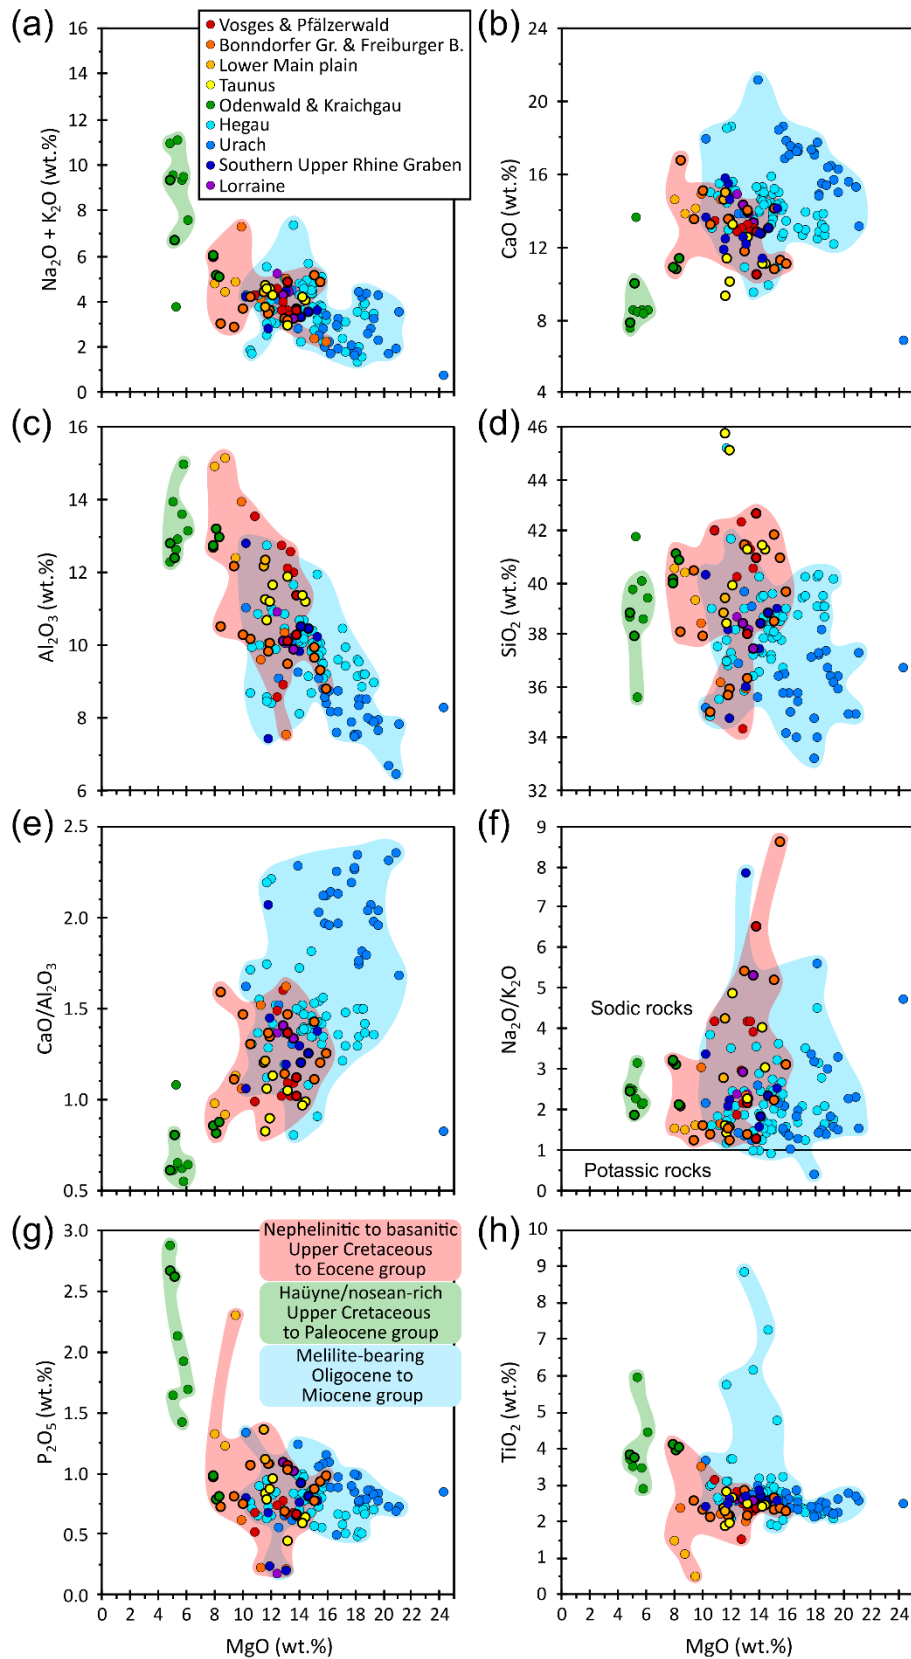 (a)
16
14
12
10
8
6
4
2
0
Na₂O + K₂O (wt.%)
Vosges & Pfälzerwald
Bonndorfer Gr. & Freiburger B.
Lower Main plain
Taunus
Odenwald & Kraichgau
Hegau
Urach
Southern Upper Rhine Graben
Lorraine
(b)
24
20
16
12
8
4
CaO (wt.%)
(c)
16
14
12
10
8
6
Al₂O₃ (wt.%)
(d)
46
44
42
40
38
36
34
32
SiO₂ (wt.%)
(e)
2.5
2.0
1.5
1.0
0.5
CaO/Al₂O₃
(f)
9
8
7
6
5
4
3
2
1
0
Na₂O/K₂O
Sodic rocks
Potassic rocks
(g)
3.0
2.5
2.0
1.5
1.0
0.5
0.0
P₂O₅ (wt.%)
Nephelinitic to basanitic
Upper Cretaceous
to Eocene group
Haüyne/nosean-rich
Upper Cretaceous
to Paleocene group
Melilite-bearing
Oligocene to
Miocene group
0 2 4 6 8 10 12 14 16 18 20 22 24
MgO (wt.%)
(h)
10
9
8
7
6
5
4
3
2
1
0
TiO₂ (wt.%)
0 2 4 6 8 10 12 14 16 18 20 22 24
MgO (wt.%)